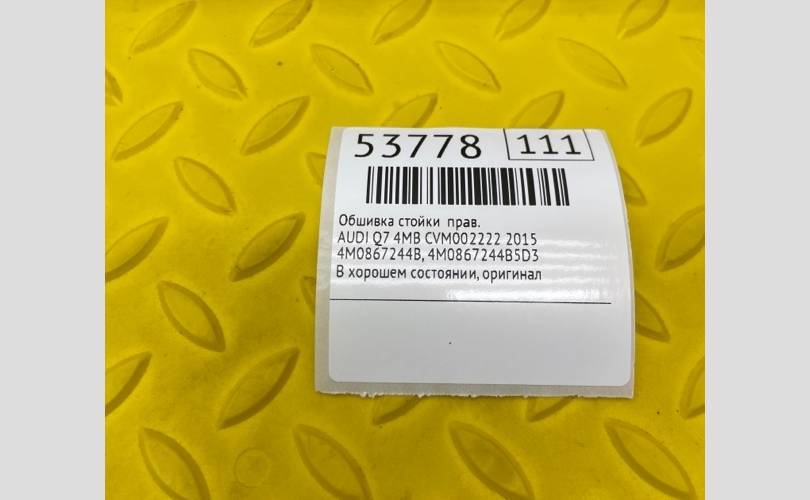 53778 111
Обшивка стойки прав.
AUDI Q7 4MB CVM002222 2015
4M0867244B, 4M0867244B5D3
В хорошем состоянии, оригинал